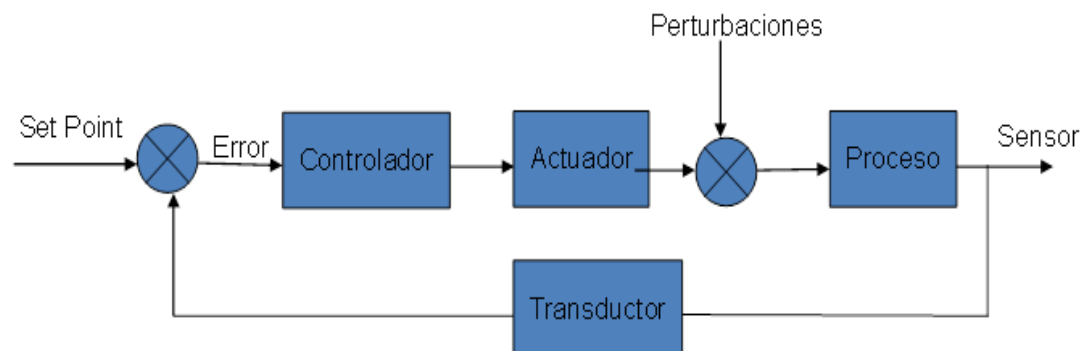 Perturbaciones
Set Point
Error
Controlador
Actuador
Proceso
Sensor
Transductor